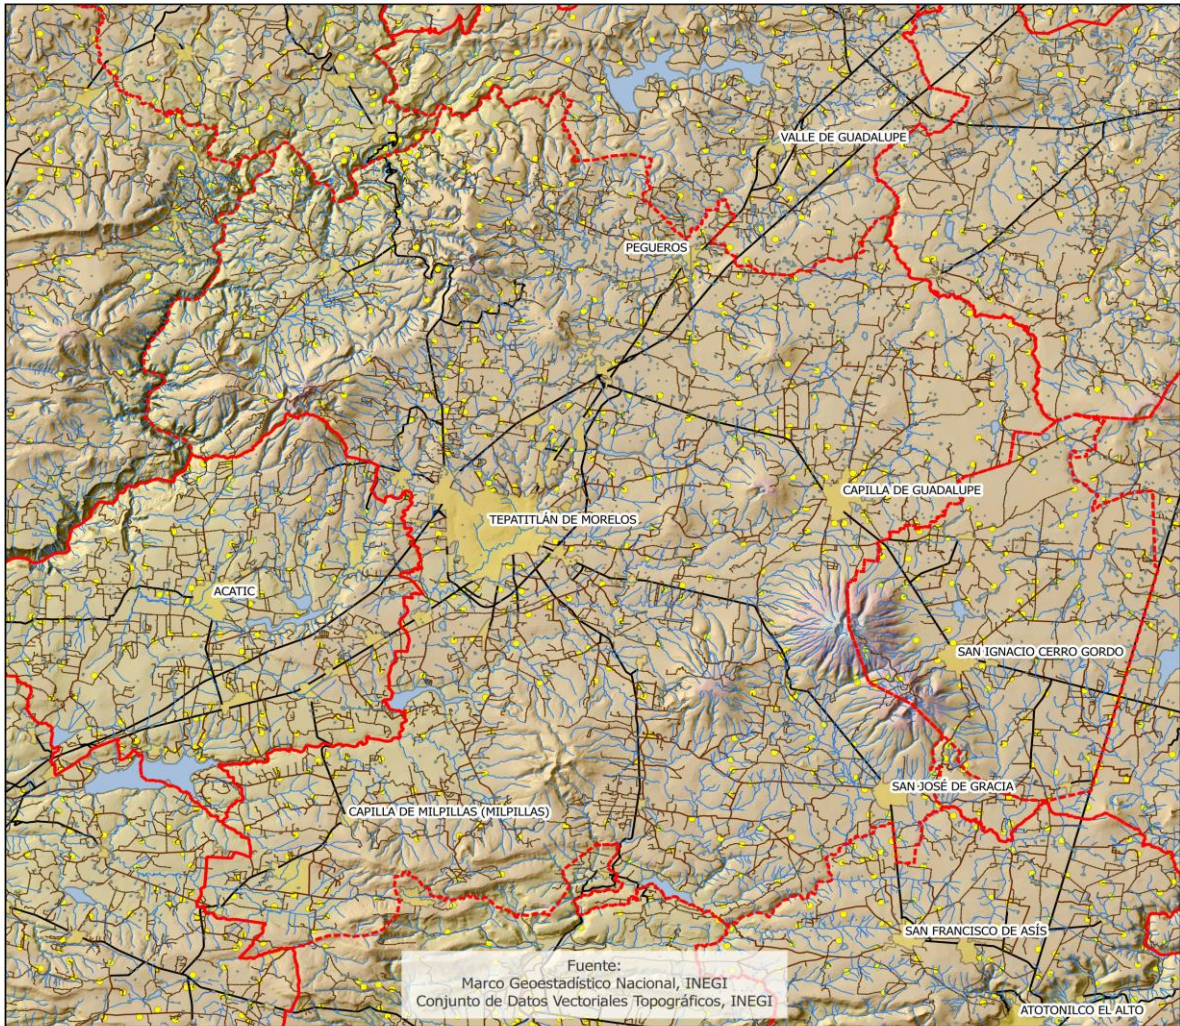 VALLE DE GUADALUPE
PEGUEROS
CAPILLA DE GUADALUPE
TEPATITLÁN DE MORELOS
ACATIC
SAN IGNACIO CERRO GORDO
SAN JOSÉ DE GRACIA
CAPILLA DE MILPILLAS (MILPILLAS)
SAN FRANCISCO DE ASÍS
Fuente:
Marco Geoestadístico Nacional, INEGI
Conjunto de Datos Vectoriales Topográficos, INEGI
ATOTONILCO EL ALTO